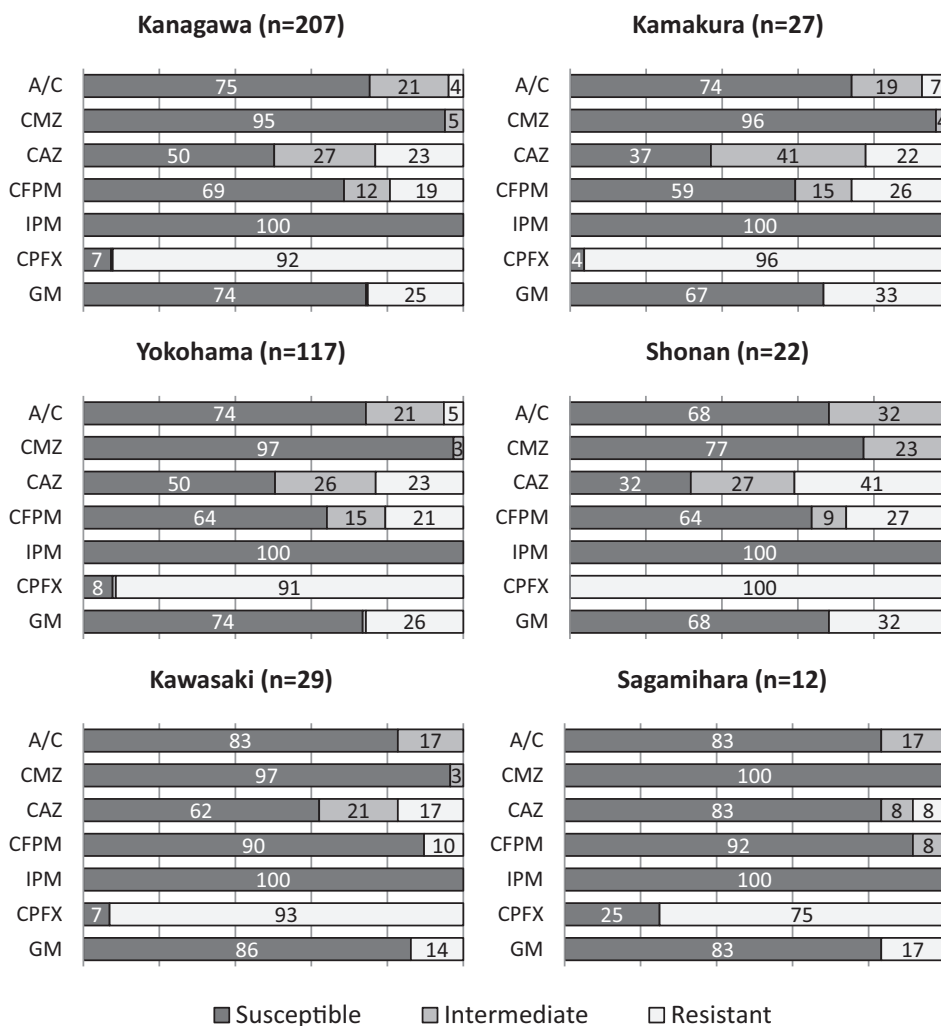 Kanagawa (n=207)
A/C 75 21 4
CMZ 95 5
CAZ 50 27 23
CFPM 69 12 19
IPM 100
CPFX 7 92
GM 74 25
Kamakura (n=27)
A/C 74 19 7
CMZ 96 4
CAZ 37 41 22
CFPM 59 15 26
IPM 100
CPFX 4 96
GM 67 33
Yokohama (n=117)
A/C 74 21 5
CMZ 97 3
CAZ 50 26 23
CFPM 64 15 21
IPM 100
CPFX 8 91
GM 74 26
Shonan (n=22)
A/C 68 32
CMZ 77 23
CAZ 32 27 41
CFPM 64 9 27
IPM 100
CPFX 100
GM 68 32
Kawasaki (n=29)
A/C 83 17
CMZ 97 3
CAZ 62 21 17
CFPM 90 10
IPM 100
CPFX 7 93
GM 86 14
Sagamihara (n=12)
A/C 83 17
CMZ 100
CAZ 83 8 8
CFPM 92 8
IPM 100
CPFX 25 75
GM 83 17
Susceptible Intermediate Resistant